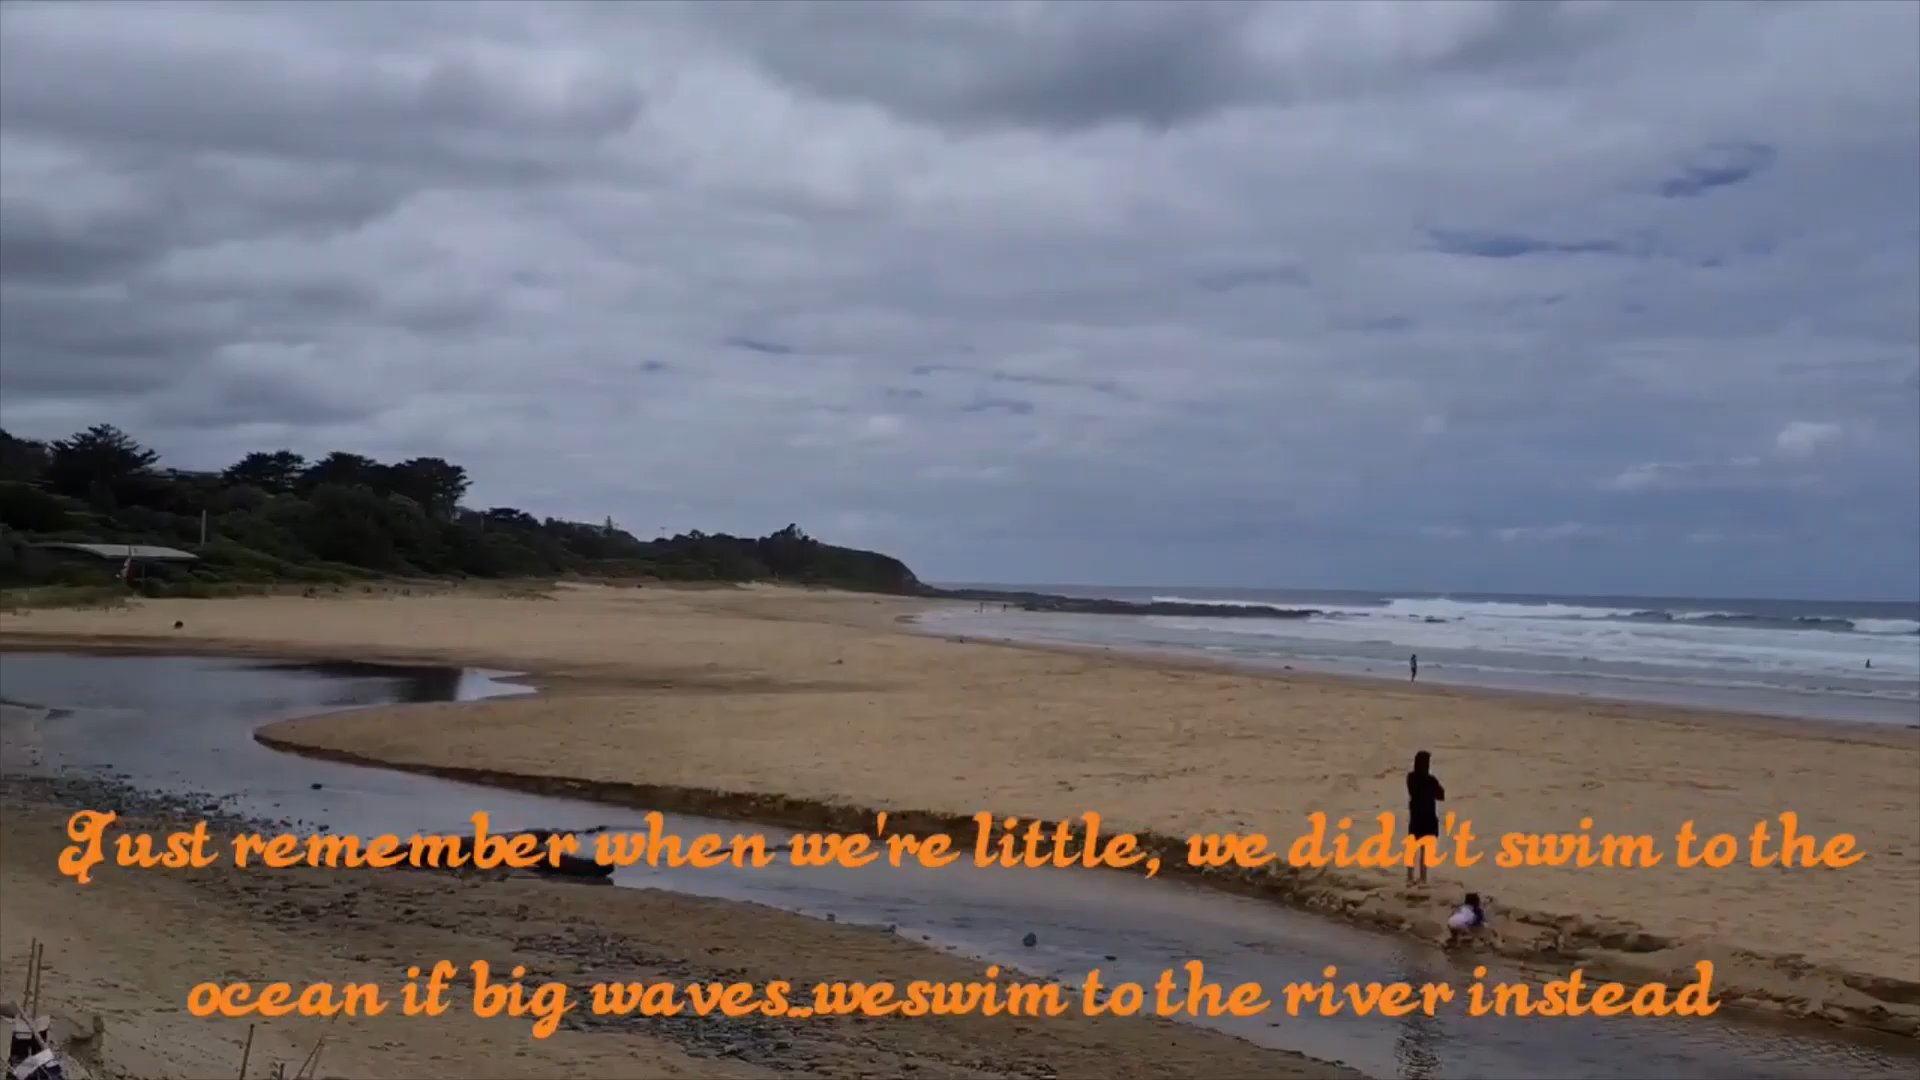 Just remember when we're little, we didn't swim to the
ocean if big waves..weswim to the river instead